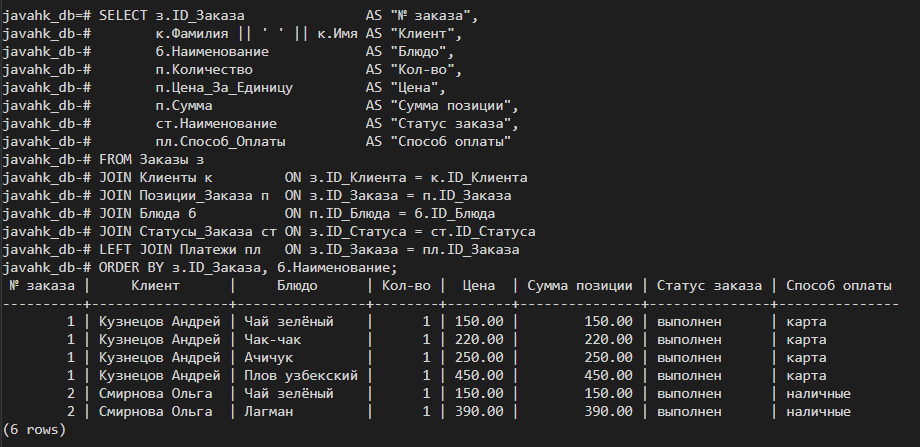 javahk_db=# SELECT з.ID_Заказа              AS "№ заказа",
javahk_db-#        к.Фамилия || ' ' || к.Имя AS "Клиент",
javahk_db-#        б.Наименование           AS "Блюдо",
javahk_db-#        п.Количество             AS "Кол-во",
javahk_db-#        п.Цена_За_Единицу        AS "Цена",
javahk_db-#        п.Сумма                  AS "Сумма позиции",
javahk_db-#        ст.Наименование          AS "Статус заказа",
javahk_db-#        пл.Способ_Оплаты         AS "Способ оплаты"
javahk_db-# FROM Заказы з
javahk_db-# JOIN Клиенты к         ON з.ID_Клиента = к.ID_Клиента
javahk_db-# JOIN Позиции_Заказа п  ON з.ID_Заказа = п.ID_Заказа
javahk_db-# JOIN Блюда б           ON п.ID_Блюда = б.ID_Блюда
javahk_db-# JOIN Статусы_Заказа ст ON з.ID_Статуса = ст.ID_Статуса
javahk_db-# LEFT JOIN Платежи пл   ON з.ID_Заказа = пл.ID_Заказа
javahk_db-# ORDER BY з.ID_Заказа, б.Наименование;
 № заказа |     Клиент      |     Блюдо      | Кол-во |  Цена  | Сумма позиции | Статус заказа | Способ оплаты
----------+-----------------+----------------+--------+--------+---------------+---------------+---------------
        1 | Кузнецов Андрей | Чай зелёный    |      1 | 150.00 |        150.00 | выполнен      | карта
        1 | Кузнецов Андрей | Чак-чак        |      1 | 220.00 |        220.00 | выполнен      | карта
        1 | Кузнецов Андрей | Ачичук         |      1 | 250.00 |        250.00 | выполнен      | карта
        1 | Кузнецов Андрей | Плов узбекский |      1 | 450.00 |        450.00 | выполнен      | карта
        2 | Смирнова Ольга  | Чай зелёный    |      1 | 150.00 |        150.00 | выполнен      | наличные
        2 | Смирнова Ольга  | Лагман         |      1 | 390.00 |        390.00 | выполнен      | наличные
(6 rows)